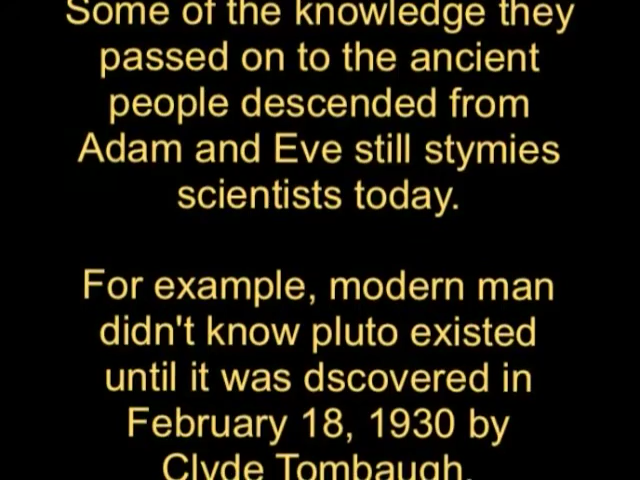 Some of the knowledge they
passed on to the ancient
people descended from
Adam and Eve still stymies
scientists today.
For example, modern man
didn't know pluto existed
until it was dscovered in
February 18, 1930 by
Clyde Tombaugh.